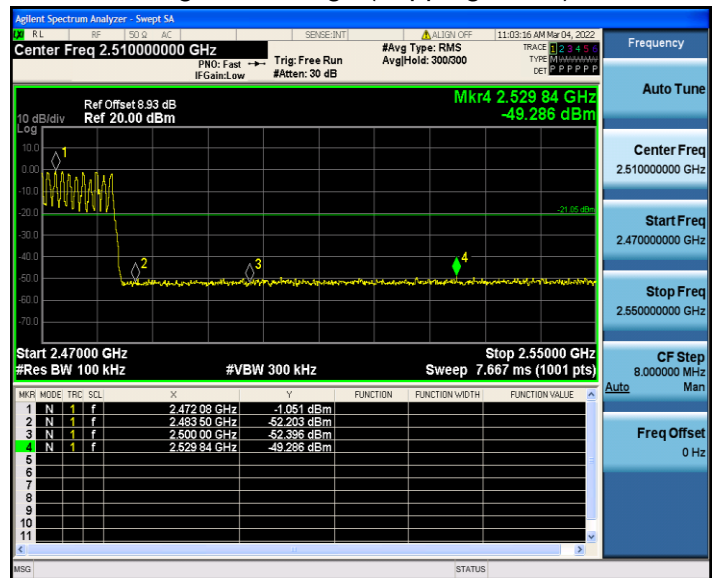 Agilent Spectrum Analyzer - Swept SA
RL RF 50 Ω AC SENSE:INT ALIGN OFF 11:03:16 AM Mar 04, 2022
Center Freq 2.510000000 GHz
PNO: Fast
IFGain:Low
Trig: Free Run
#Atten: 30 dB
#Avg Type: RMS
Avg|Hold: 300/300
TRACE 1 2 3 4 5 6
TYPE M
DET P P P P P P
Ref Offset 8.93 dB
Ref 20.00 dBm
10 dB/div
Log
Mkr4 2.529 84 GHz
-49.286 dBm
10.0
0.00
-10.0
-20.0
-30.0
-40.0
-50.0
-60.0
-70.0
1
2
3
4
-21.05 dBm
Start 2.47000 GHz Stop 2.55000 GHz
#Res BW 100 kHz #VBW 300 kHz Sweep 7.667 ms (1001 pts)
MKR MODE TRC SCL X Y FUNCTION FUNCTION WIDTH FUNCTION VALUE
1 N 1 f 2.472 08 GHz -1.051 dBm
2 N 1 f 2.483 50 GHz -52.203 dBm
3 N 1 f 2.500 00 GHz -52.396 dBm
4 N 1 f 2.529 84 GHz -49.286 dBm
5
6
7
8
9
10
11
MSG STATUS
Frequency
Auto Tune
Center Freq
2.510000000 GHz
Start Freq
2.470000000 GHz
Stop Freq
2.550000000 GHz
CF Step
8.000000 MHz
Auto Man
Freq Offset
0 Hz